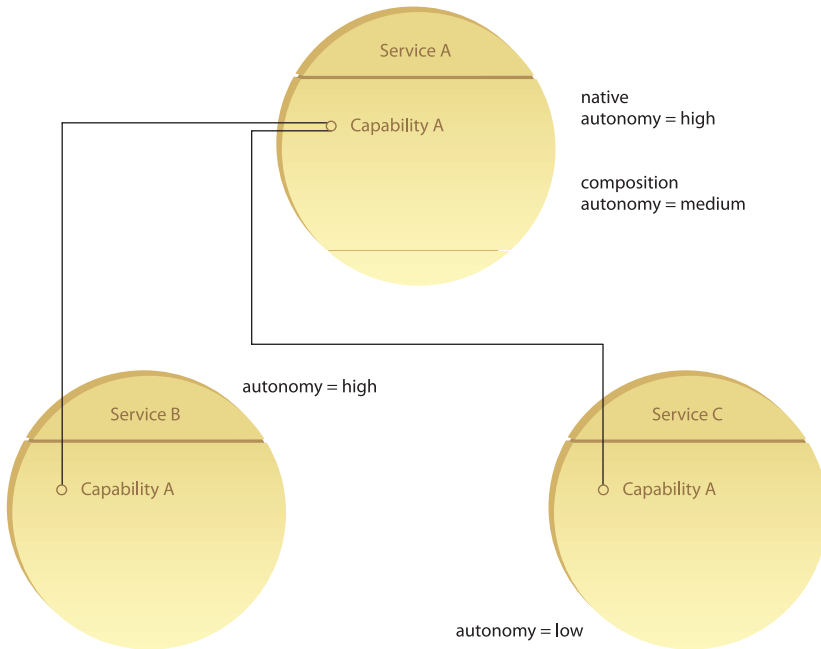 Service A
Capability A
native
autonomy = high
composition
autonomy = medium
autonomy = high
Service B
Capability A
Service C
Capability A
autonomy = low